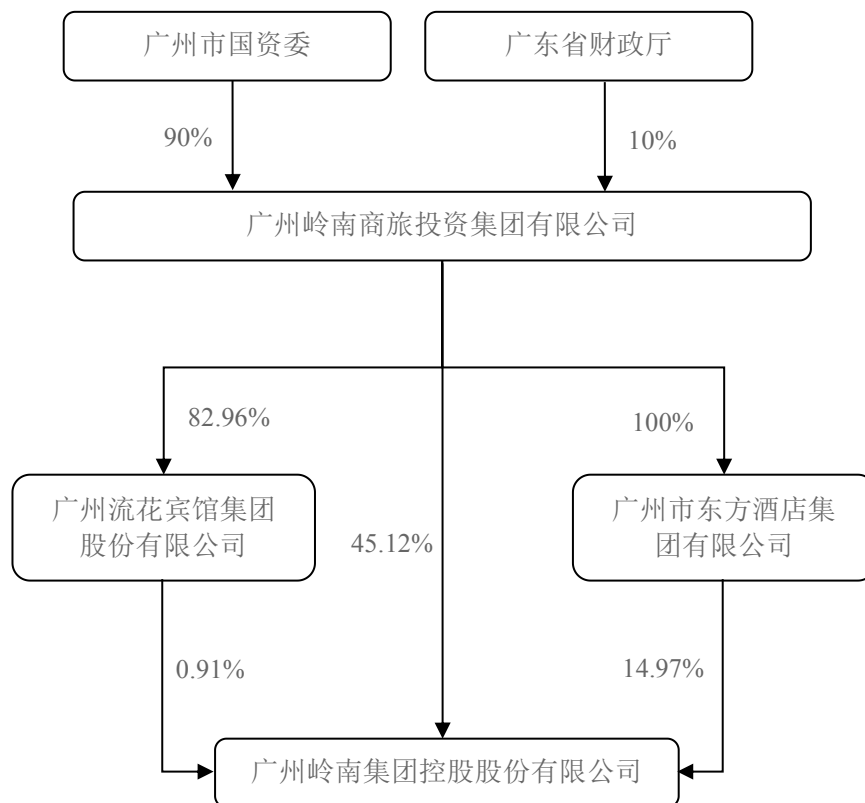 广州市国资委
广东省财政厅
90%
10%
广州岭南商旅投资集团有限公司
82.96%
100%
广州流花宾馆集团
股份有限公司
45.12%
广州市东方酒店集
团有限公司
0.91%
14.97%
广州岭南集团控股股份有限公司